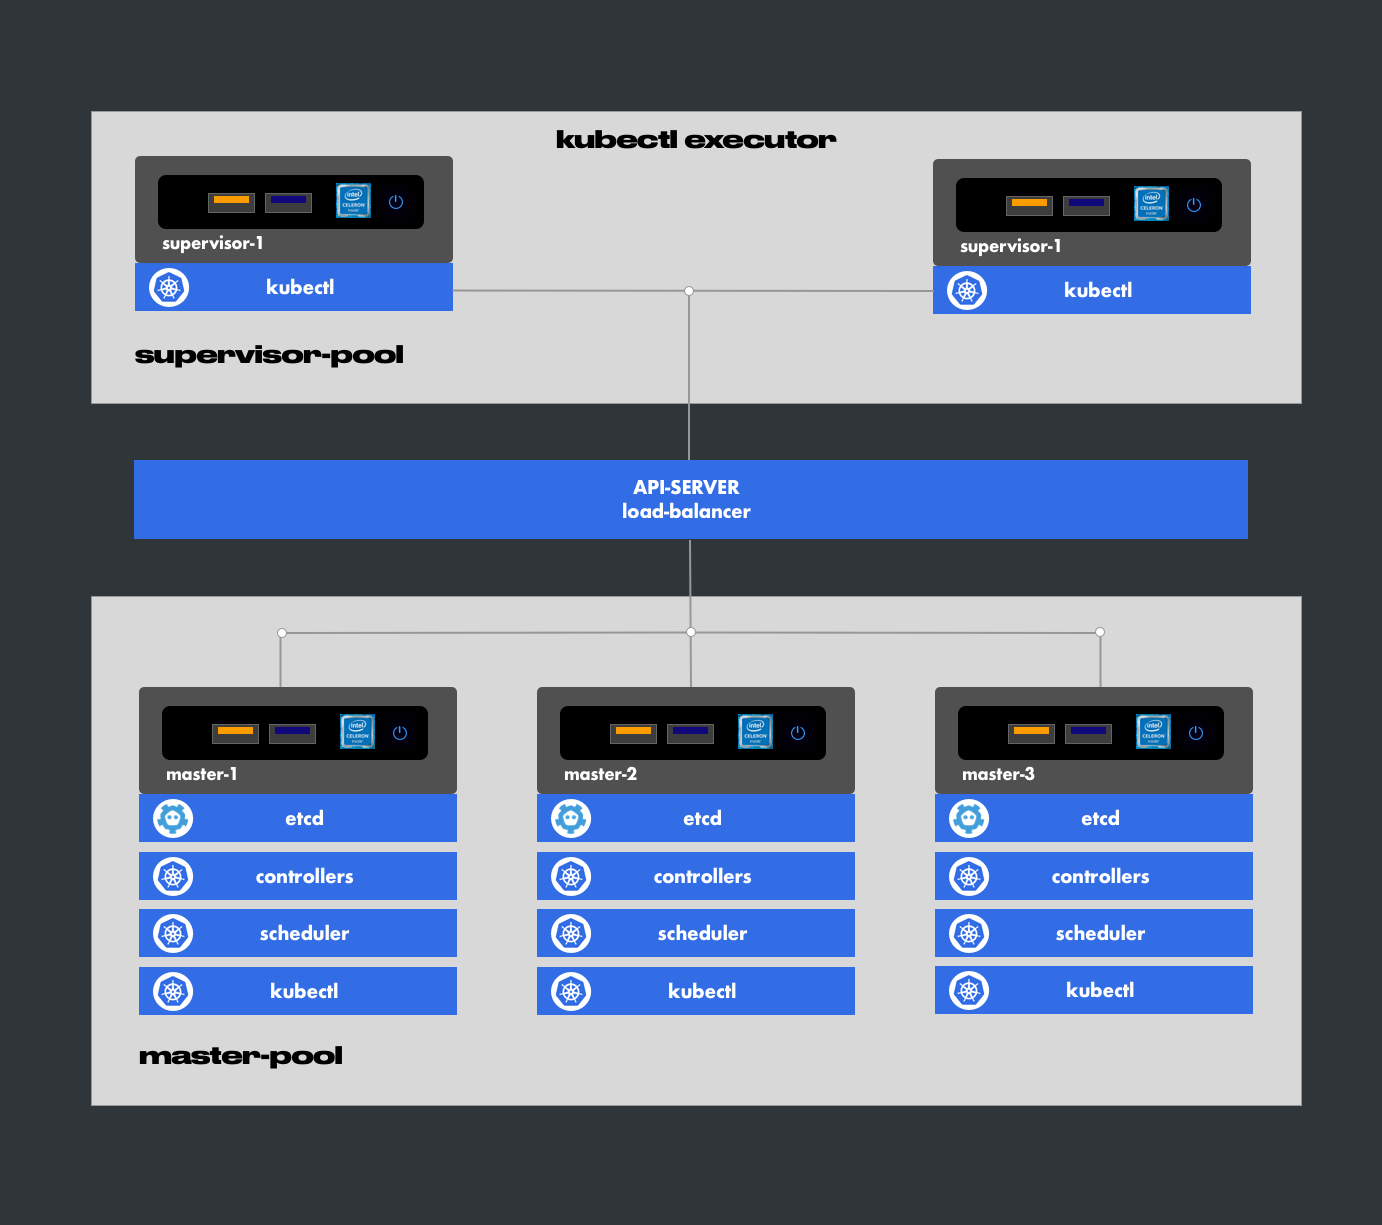 kubectl executor
intel
CELERON
inside
supervisor-1
kubectl
intel
CELERON
inside
supervisor-1
kubectl
supervisor-pool
API-SERVER
load-balancer
intel
CELERON
inside
master-1
etcd
controllers
scheduler
kubectl
intel
CELERON
inside
master-2
etcd
controllers
scheduler
kubectl
intel
CELERON
inside
master-3
etcd
controllers
scheduler
kubectl
master-pool